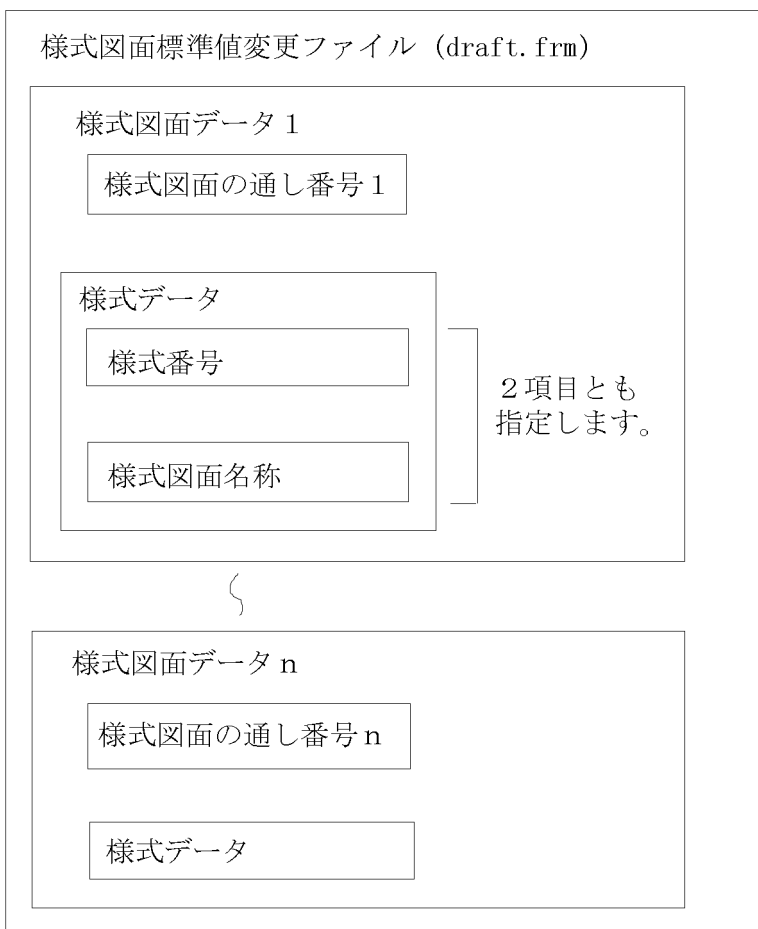 様式図面標準値変更ファイル (draft.frm)
様式図面データ１
様式図面の通し番号１
様式データ
様式番号
２項目とも
指定します。
様式図面名称
様式図面データｎ
様式図面の通し番号ｎ
様式データ